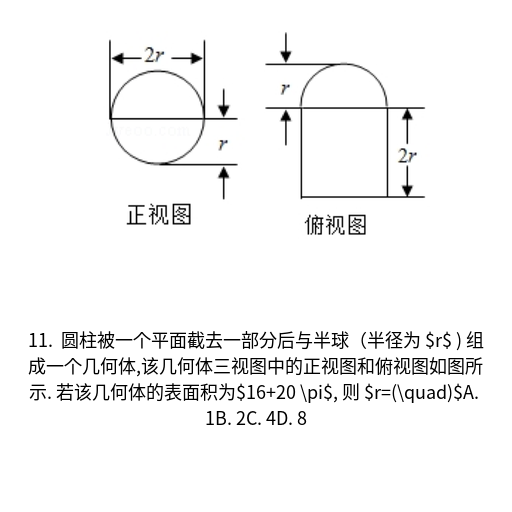 2r
r
r
2r
正视图
俯视图
11. 圆柱被一个平面截去一部分后与半球（半径为 $r$ ) 组
成一个几何体,该几何体三视图中的正视图和俯视图如图所
示. 若该几何体的表面积为$16+20 \pi$, 则 $r=(\quad)$A.
1B. 2C. 4D. 8